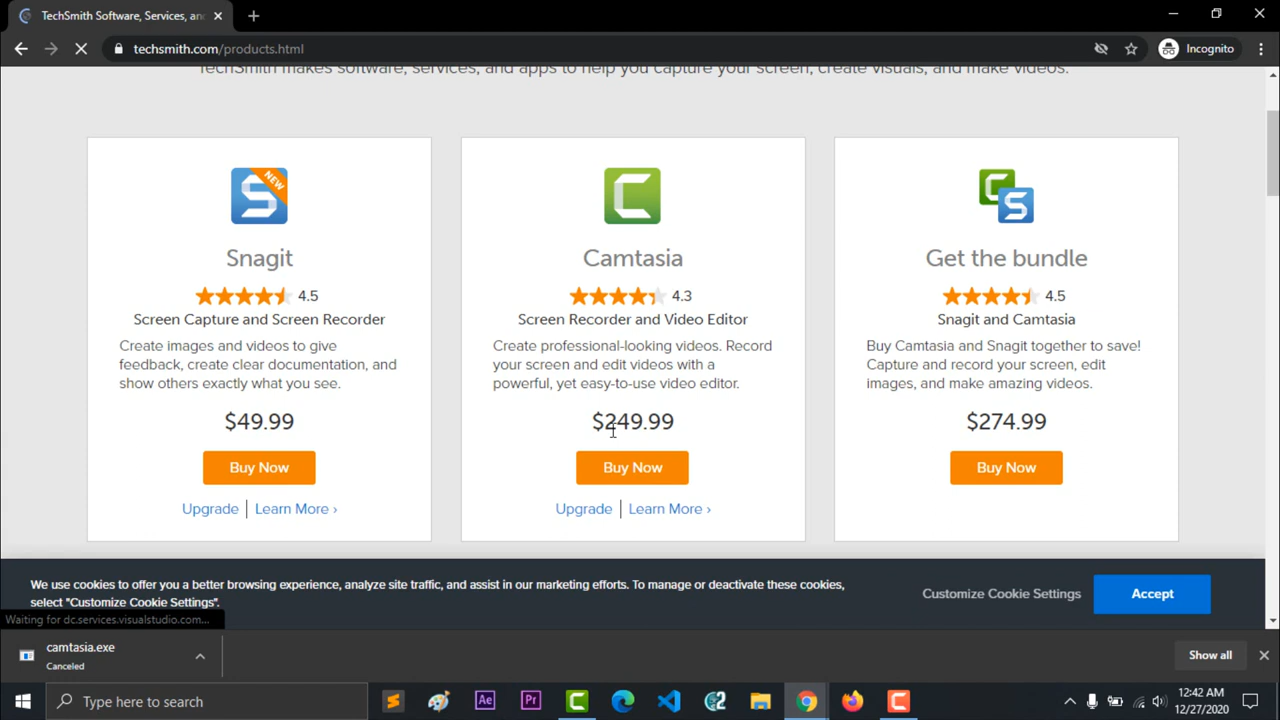 TechSmith Software, Services, and
techsmith.com/products.html
Incognito
TechSmith makes software, services, and apps to help you capture your screen, create visuals, and make videos.
NEW
S
Snagit
4.5
Screen Capture and Screen Recorder
Create images and videos to give
feedback, create clear documentation, and
show others exactly what you see.
$49.99
Buy Now
Upgrade | Learn More ›
C
Camtasia
4.3
Screen Recorder and Video Editor
Create professional-looking videos. Record
your screen and edit videos with a
powerful, yet easy-to-use video editor.
$249.99
Buy Now
Upgrade | Learn More ›
C S
Get the bundle
4.5
Snagit and Camtasia
Buy Camtasia and Snagit together to save!
Capture and record your screen, edit
images, and make amazing videos.
$274.99
Buy Now
We use cookies to offer you a better browsing experience, analyze site traffic, and assist in our marketing efforts. To manage or deactivate these cookies,
select "Customize Cookie Settings".
Customize Cookie Settings
Accept
Waiting for dc.services.visualstudio.com...
camtasia.exe
Canceled
Show all
Type here to search
Ae
Pr
12:42 AM
12/27/2020